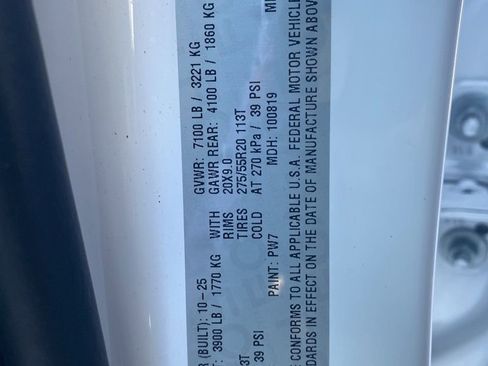 (BUILT): 10-25 GVWR: 7100 LB / 3221 KG
3900 LB / 1770 KG WITH GAWR REAR: 4100 LB / 1860 KG
RIMS 20X9.0
TIRES 275/55R20 113T
39 PSI COLD AT 270 kPa / 39 PSI
PAINT: PW7 MDH: 100819
CONFORMS TO ALL APPLICABLE U.S.A. FEDERAL MOTOR VEHICLE
IN EFFECT ON THE DATE OF MANUFACTURE SHOWN ABOVE